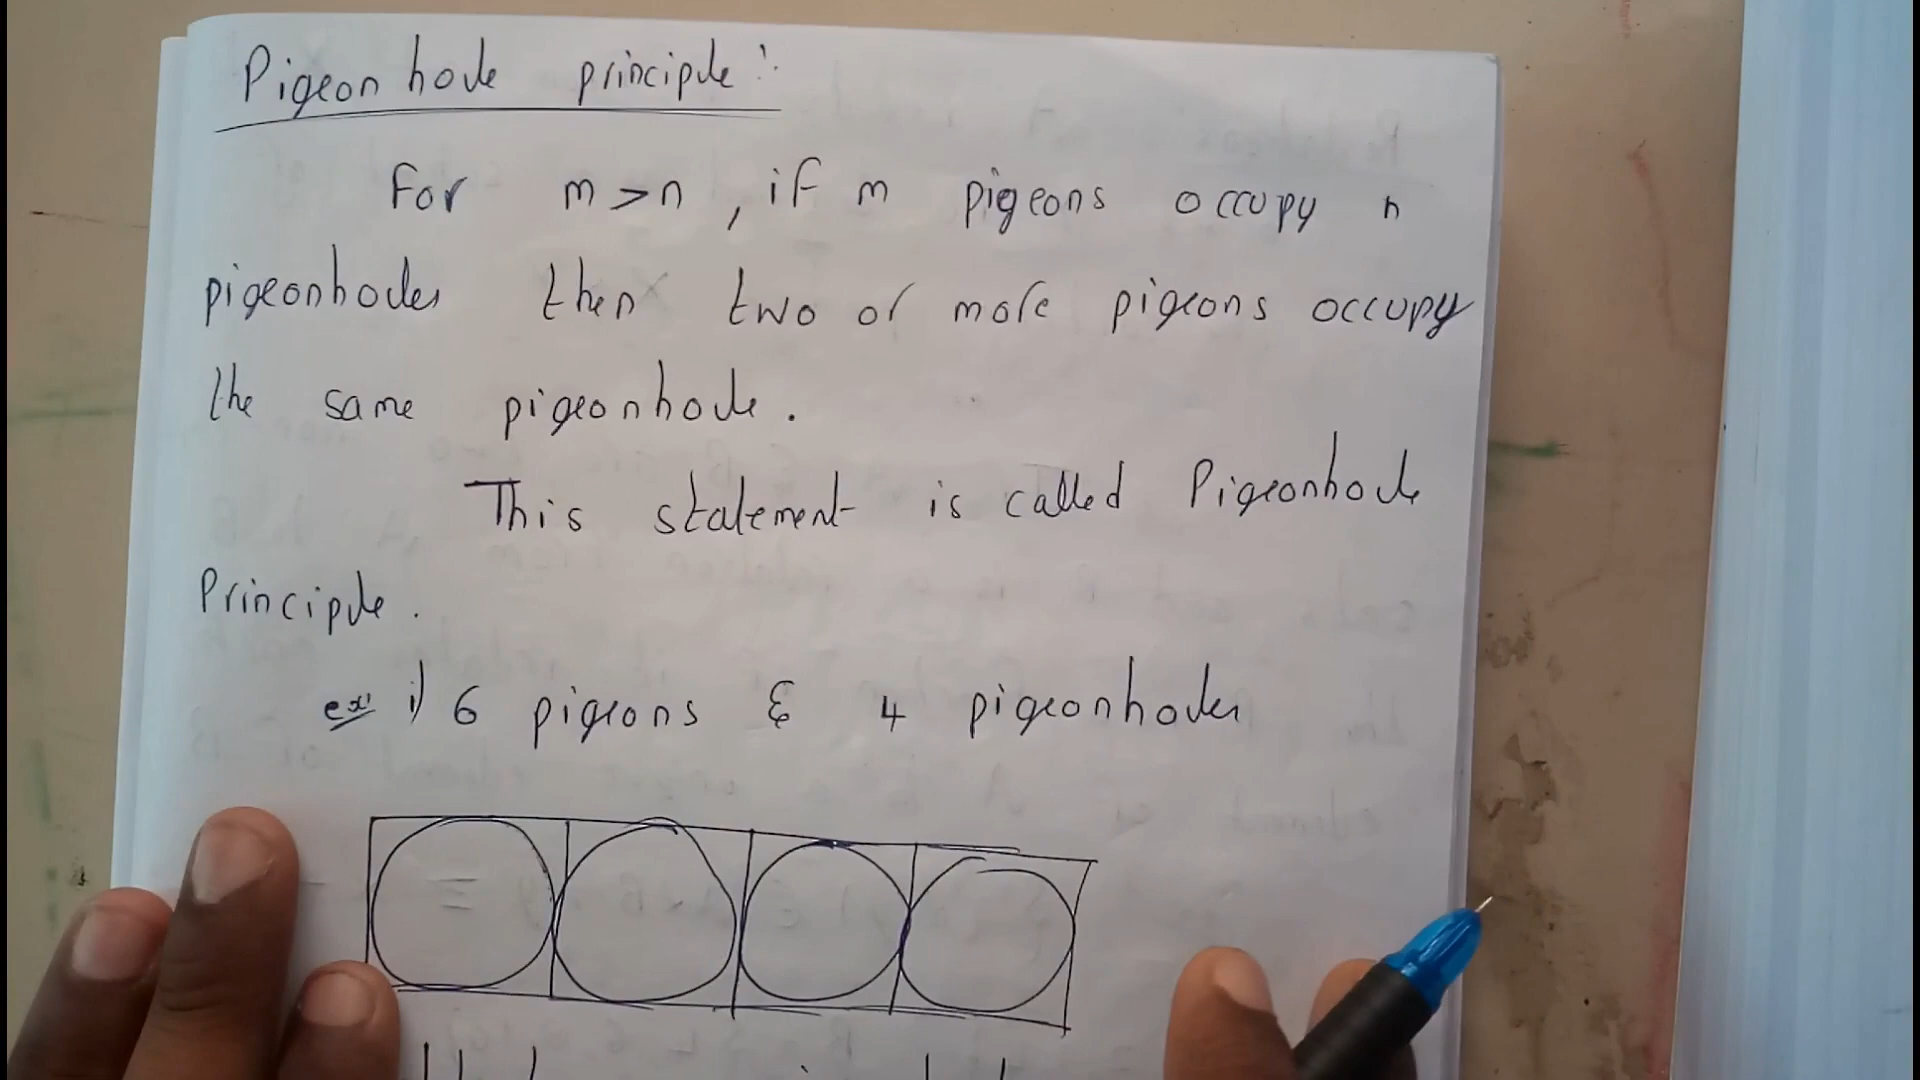 Pigeon hole principle:
For m>n, if m pigeons occupy n
pigeonholes then two or more pigeons occupy
the same pigeonhole.
This statement is called Pigeonhole
Principle.
ex: i) 6 pigeons & 4 pigeonholes